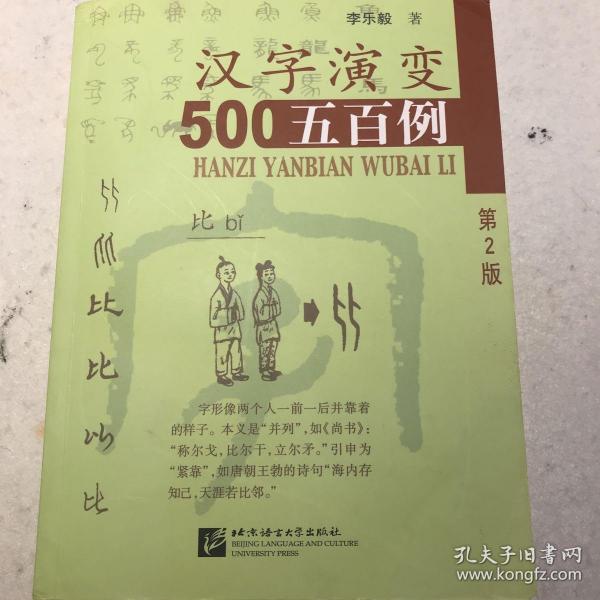 李乐毅 著
汉字演变
500 五百例
HANZI YANBIAN WUBAI LI
第2版
比 bǐ
比
比
比
字形像两个人一前一后并靠着
的样子。本义是“并列”，如《尚书》：
“称尔戈，比尔干，立尔矛。”引申为
“紧靠”，如唐朝王勃的诗句“海内存
知己，天涯若比邻。”
北京语言大学出版社
BEIJING LANGUAGE AND CULTURE
UNIVERSITY PRESS
孔夫子旧书网
www.kongfz.com